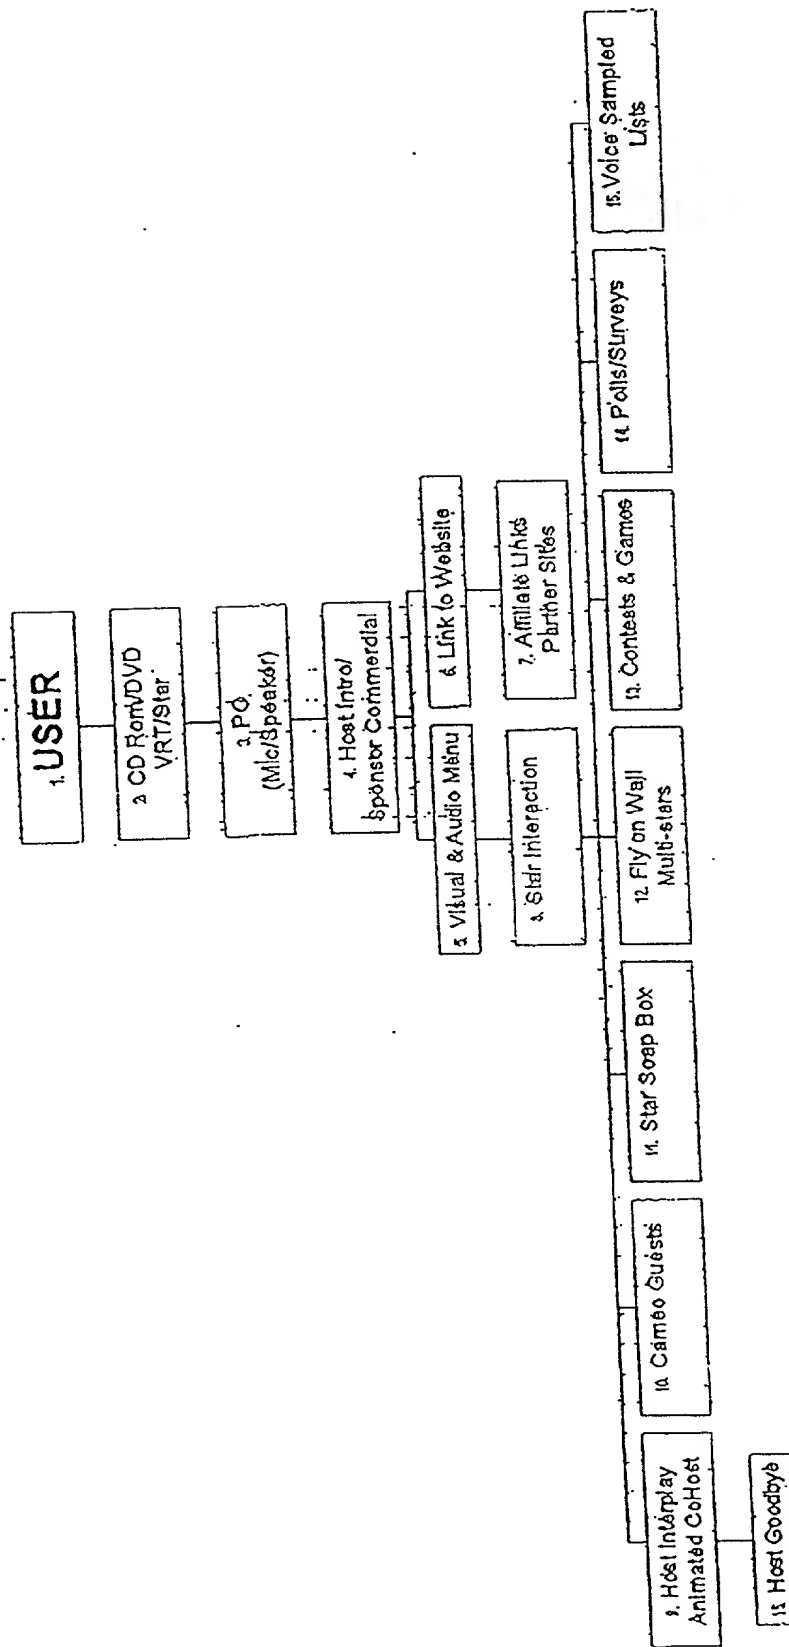 1. USER
2. CD Rom/DVD
VRT/Star
3. PC
(Mic/Speaker)
4. Host Intro/
Sponsor Commercial
5. Visual & Audio Menu
6. Link to Website
8. Star Interaction
7. Affiliate Links
Partner Sites
9. Host Interplay
Animated CoHost
10. Cameo Guests
11. Star Soap Box
12. Fly on Wall
Multi-stars
13. Contests & Games
14. Polls/Surveys
15. Voice Sampled
Lists
Host Goodbye